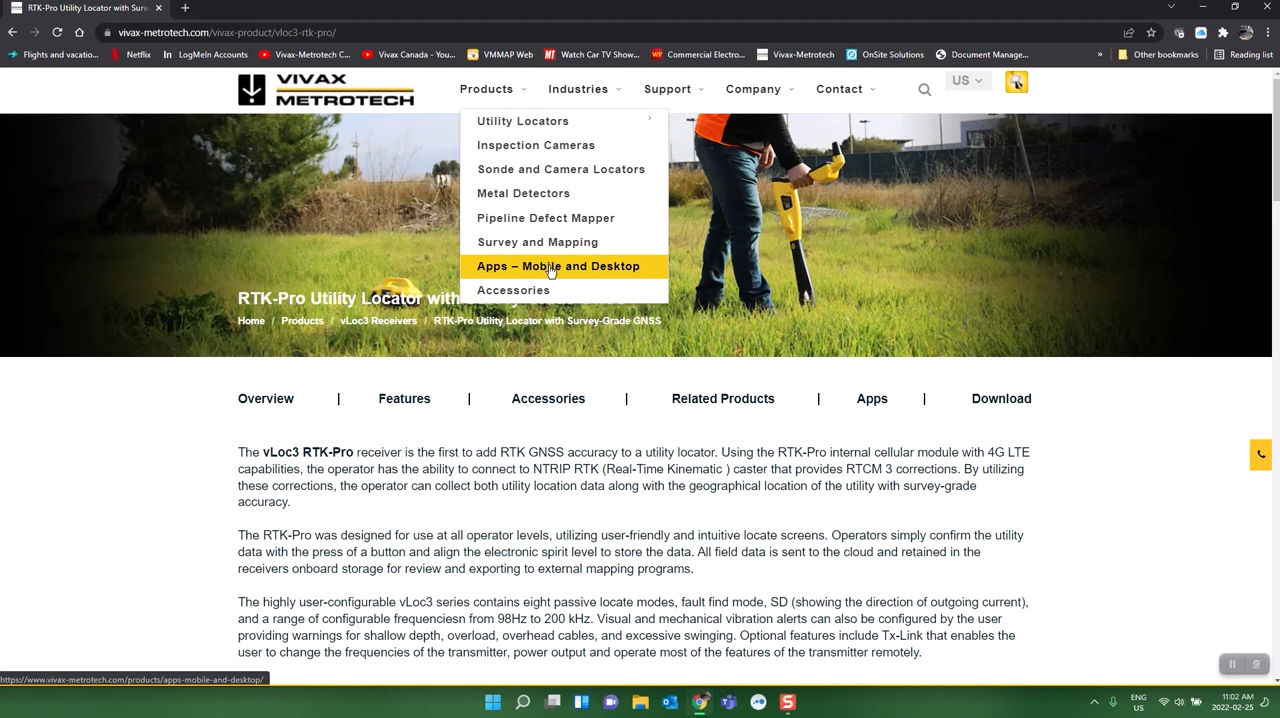 RTK-Pro Utility Locator with Surv
vivax-metrotech.com/vivax-product/vloc3-rtk-pro/
Flights and vacatio...
Netflix
LogMeIn Accounts
Vivax-Metrotech C...
Vivax Canada - You...
VMMAP Web
Watch Car TV Show...
Commercial Electro...
Vivax-Metrotech
OnSite Solutions
Document Manage...
»
Other bookmarks
Reading list
VIVAX
METROTECH
Products
Industries
Support
Company
Contact
US
Utility Locators
Inspection Cameras
Sonde and Camera Locators
Metal Detectors
Pipeline Defect Mapper
Survey and Mapping
Apps – Mobile and Desktop
Accessories
RTK-Pro Utility Locator with
Home / Products / vLoc3 Receivers / RTK-Pro Utility Locator with Survey-Grade GNSS
Overview | Features | Accessories | Related Products | Apps | Download
The vLoc3 RTK-Pro receiver is the first to add RTK GNSS accuracy to a utility locator. Using the RTK-Pro internal cellular module with 4G LTE
capabilities, the operator has the ability to connect to NTRIP RTK (Real-Time Kinematic ) caster that provides RTCM 3 corrections. By utilizing
these corrections, the operator can collect both utility location data along with the geographical location of the utility with survey-grade
accuracy.
The RTK-Pro was designed for use at all operator levels, utilizing user-friendly and intuitive locate screens. Operators simply confirm the utility
data with the press of a button and align the electronic spirit level to store the data. All field data is sent to the cloud and retained in the
receivers onboard storage for review and exporting to external mapping programs.
The highly user-configurable vLoc3 series contains eight passive locate modes, fault find mode, SD (showing the direction of outgoing current),
and a range of configurable frequenciesn from 98Hz to 200 kHz. Visual and mechanical vibration alerts can also be configured by the user
providing warnings for shallow depth, overload, overhead cables, and excessive swinging. Optional features include Tx-Link that enables the
user to change the frequencies of the transmitter, power output and operate most of the features of the transmitter remotely.
https://www.vivax-metrotech.com/products/apps-mobile-and-desktop/
ENG
US
11:02 AM
2022-02-25